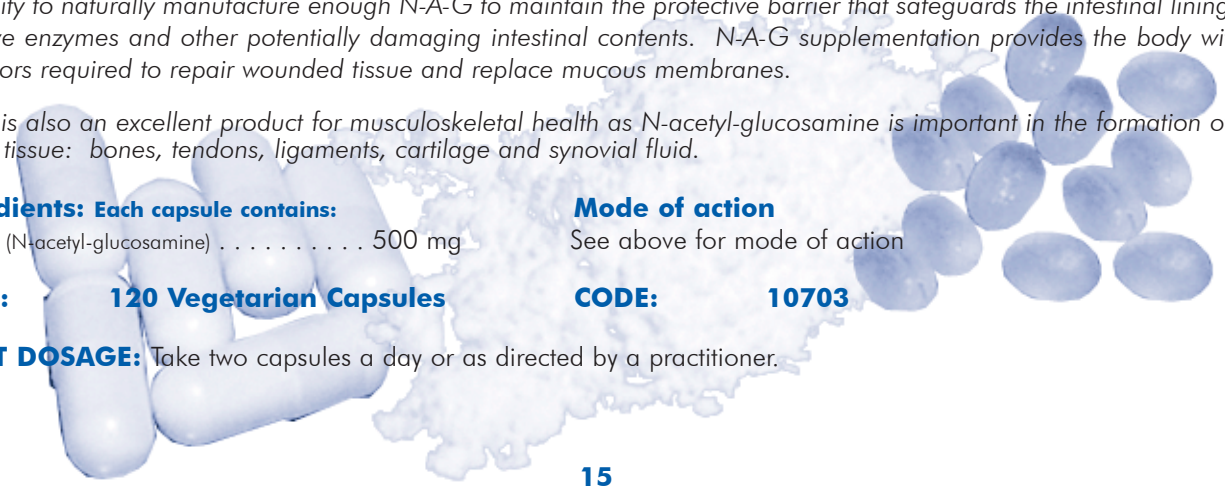 ity to naturally manufacture enough N-A-G to maintain the protective barrier that safeguards the intestinal lining
ve enzymes and other potentially damaging intestinal contents. N-A-G supplementation provides the body wi
ors required to repair wounded tissue and replace mucous membranes.
is also an excellent product for musculoskeletal health as N-acetyl-glucosamine is important in the formation o
tissue: bones, tendons, ligaments, cartilage and synovial fluid.
dients: Each capsule contains:
(N-acetyl-glucosamine) . . . . . . . . . . 500 mg
Mode of action
See above for mode of action
: 120 Vegetarian Capsules CODE: 10703
T DOSAGE: Take two capsules a day or as directed by a practitioner.
15